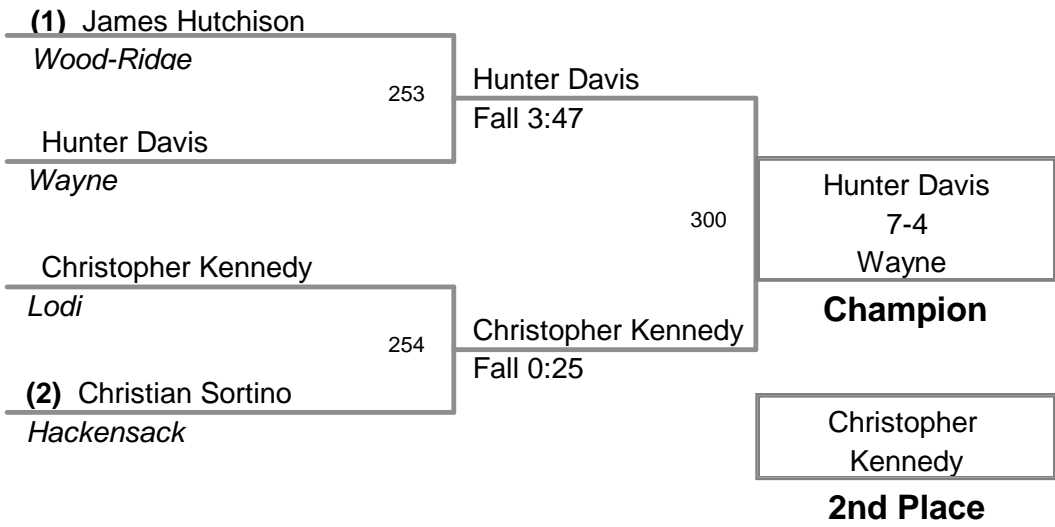 (1) James Hutchison
Wood-Ridge
253
Hunter Davis
Fall 3:47
Hunter Davis
Wayne
Hunter Davis
7-4
Wayne
300
Champion
Christopher Kennedy
Lodi
254
Christopher Kennedy
Fall 0:25
(2) Christian Sortino
Hackensack
Christopher
Kennedy
2nd Place